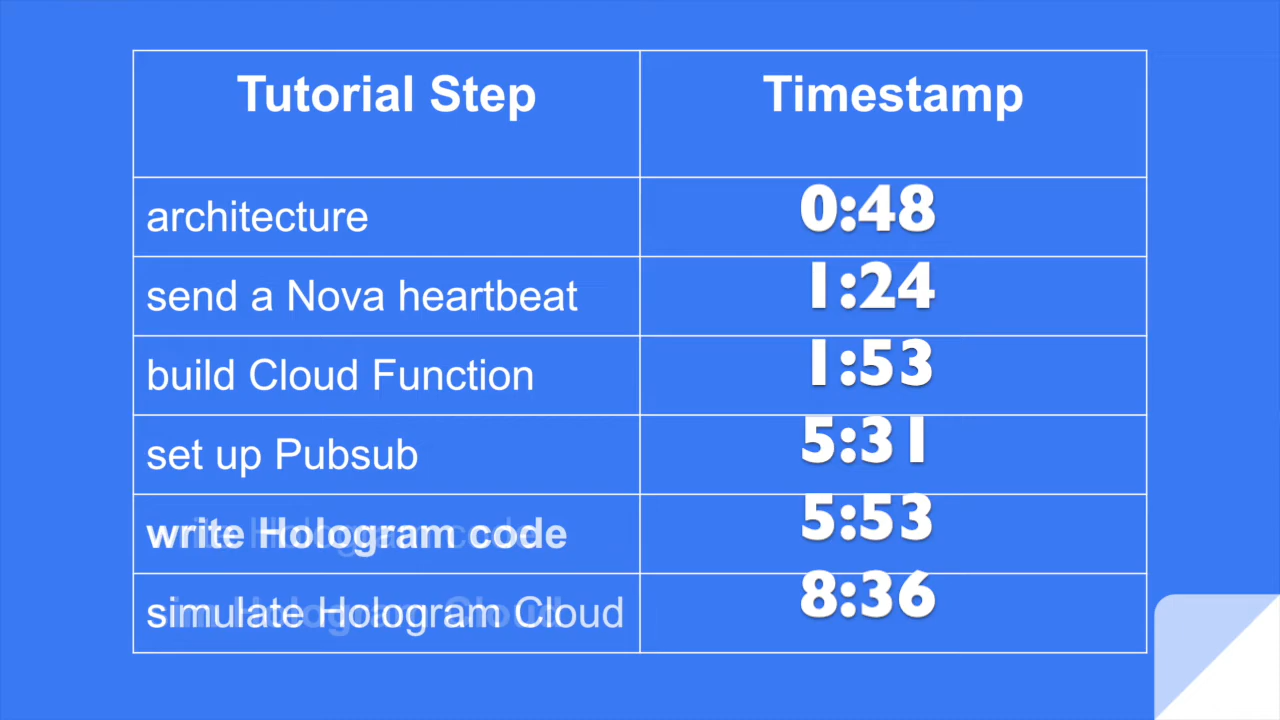 Tutorial Step Timestamp
architecture 0:48
send a Nova heartbeat 1:24
build Cloud Function 1:53
set up Pubsub 5:31
write Hologram code 5:53
simulate Hologram Cloud 8:36